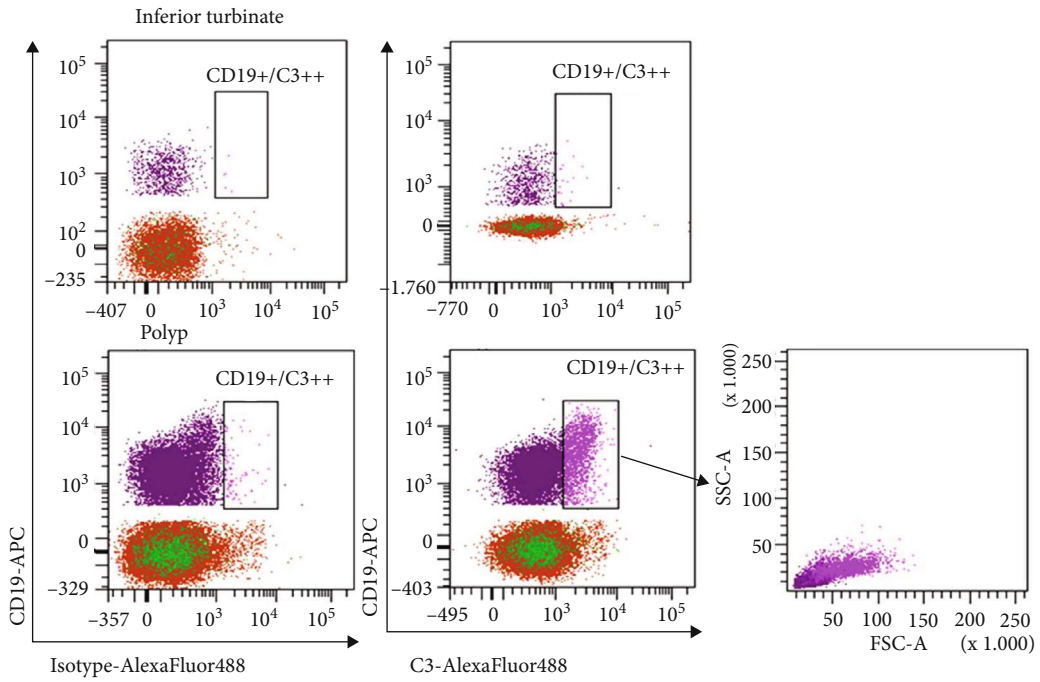 Inferior turbinate
CD19+/C3++
10^5
10^4
10^3
10^2
0
−235
−407 0 10^3 10^4 10^5
CD19+/C3++
10^5
10^4
10^3
0
−1.760
−770 0 10^3 10^4 10^5
Polyp
CD19+/C3++
10^5
10^4
10^3
0
−329
−357 0 10^3 10^4 10^5
CD19-APC
Isotype-AlexaFluor488
CD19+/C3++
10^5
10^4
10^3
0
−403
−495 0 10^3 10^4 10^5
CD19-APC
C3-AlexaFluor488
(x 1.000)
SSC-A
250
200
150
100
50
50 100 150 200 250
FSC-A (x 1.000)